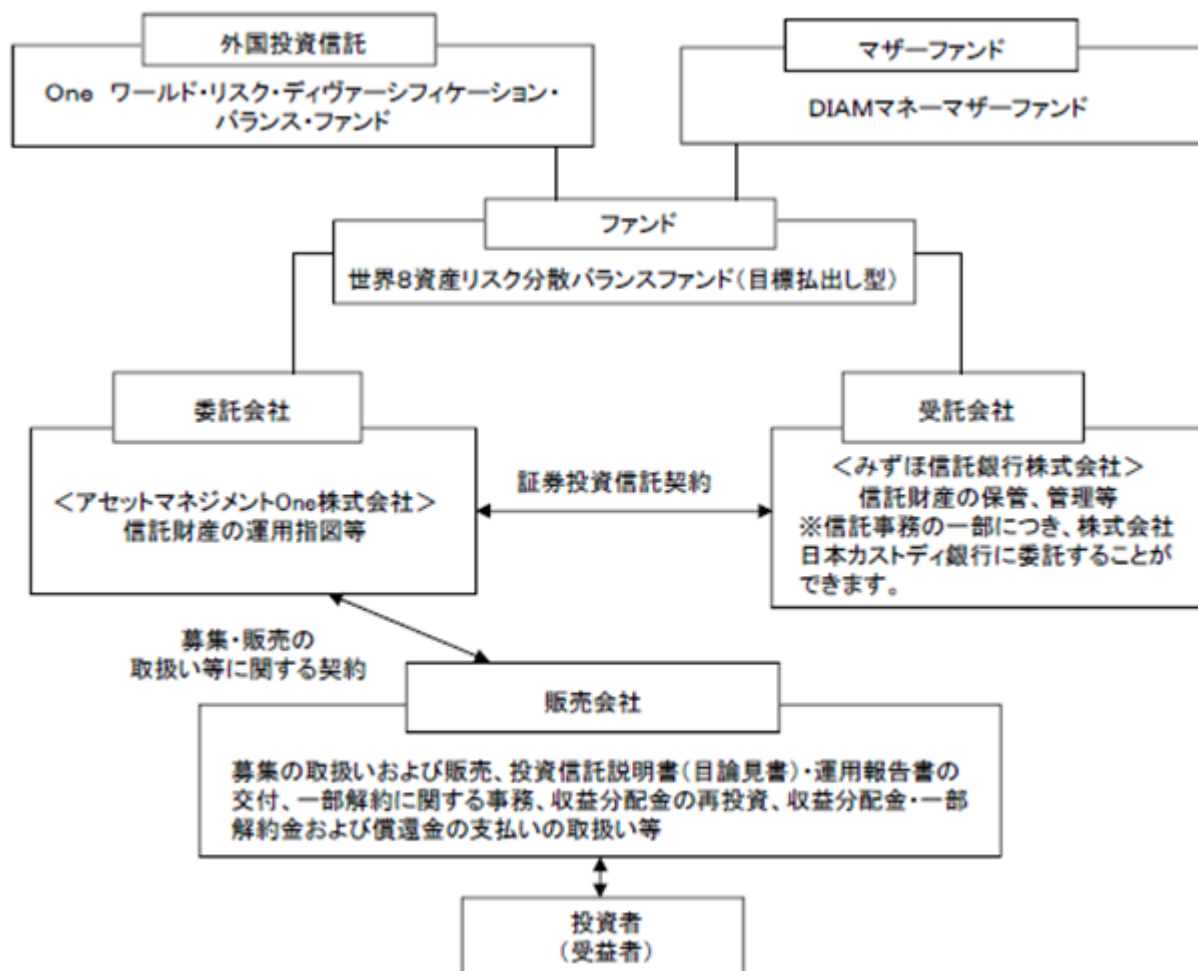 外国投資信託
One ワールド・リスク・ディヴァーシフィケーション・
バランス・ファンド
マザーファンド
DIAMマネーマザーファンド
ファンド
世界8資産リスク分散バランスファンド(目標払出し型)
委託会社
<アセットマネジメントOne株式会社>
信託財産の運用指図等
証券投資信託契約
受託会社
<みずほ信託銀行株式会社>
信託財産の保管、管理等
※信託事務の一部につき、株式会社
日本カストディ銀行に委託することが
できます。
募集・販売の
取扱い等に関する契約
販売会社
募集の取扱いおよび販売、投資信託説明書(目論見書)・運用報告書の
交付、一部解約に関する事務、収益分配金の再投資、収益分配金・一部
解約金および償還金の支払いの取扱い等
投資者
(受益者)